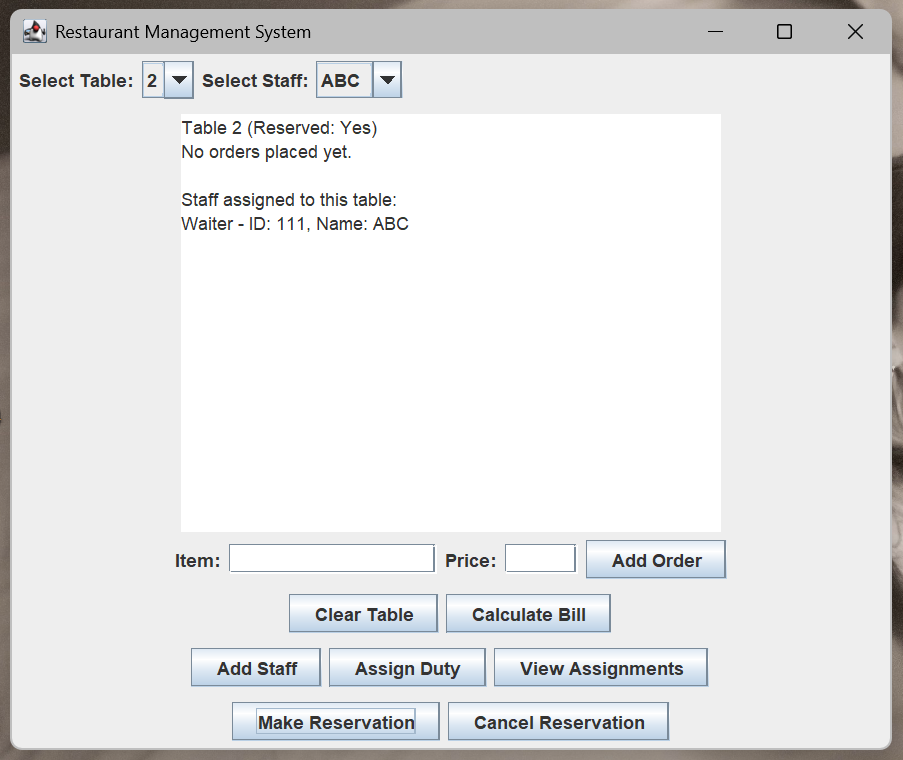 Restaurant Management System
Select Table: 2 Select Staff: ABC
Table 2 (Reserved: Yes)
No orders placed yet.
Staff assigned to this table:
Waiter - ID: 111, Name: ABC
Item: Price: Add Order
Clear Table Calculate Bill
Add Staff Assign Duty View Assignments
Make Reservation Cancel Reservation